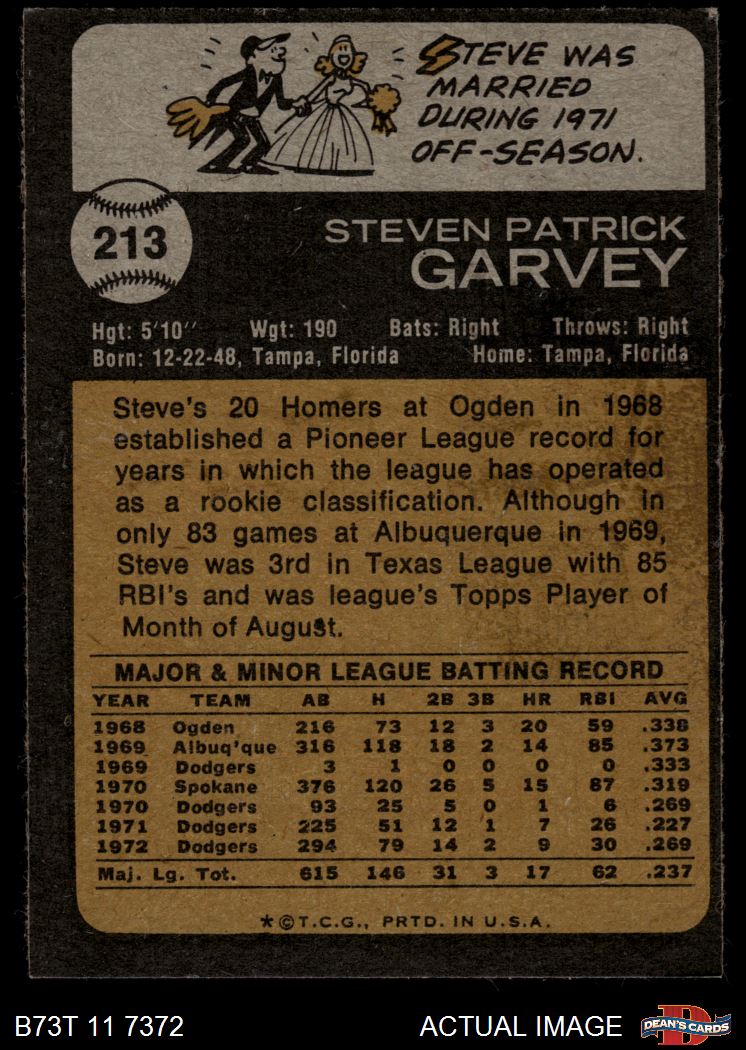 STEVE WAS
MARRIED
DURING 1971
OFF-SEASON.
213
STEVEN PATRICK
GARVEY
Hgt: 5'10" Wgt: 190 Bats: Right Throws: Right
Born: 12-22-48, Tampa, Florida Home: Tampa, Florida
Steve's 20 Homers at Ogden in 1968
established a Pioneer League record for
years in which the league has operated
as a rookie classification. Although in
only 83 games at Albuquerque in 1969,
Steve was 3rd in Texas League with 85
RBI's and was league's Topps Player of
Month of August.
MAJOR & MINOR LEAGUE BATTING RECORD
YEAR TEAM AB H 2B 3B HR RBI AVG
1968 Ogden 216 73 12 3 20 59 .338
1969 Albuq'que 316 118 18 2 14 85 .373
1969 Dodgers 3 1 0 0 0 0 .333
1970 Spokane 376 120 26 5 15 87 .319
1970 Dodgers 93 25 5 0 1 6 .269
1971 Dodgers 225 51 12 1 7 26 .227
1972 Dodgers 294 79 14 2 9 30 .269
Maj. Lg. Tot. 615 146 31 3 17 62 .237
*©T.C.G., PRTD. IN U.S.A.
B73T 11 7372 ACTUAL IMAGE D DEAN'S CARDS